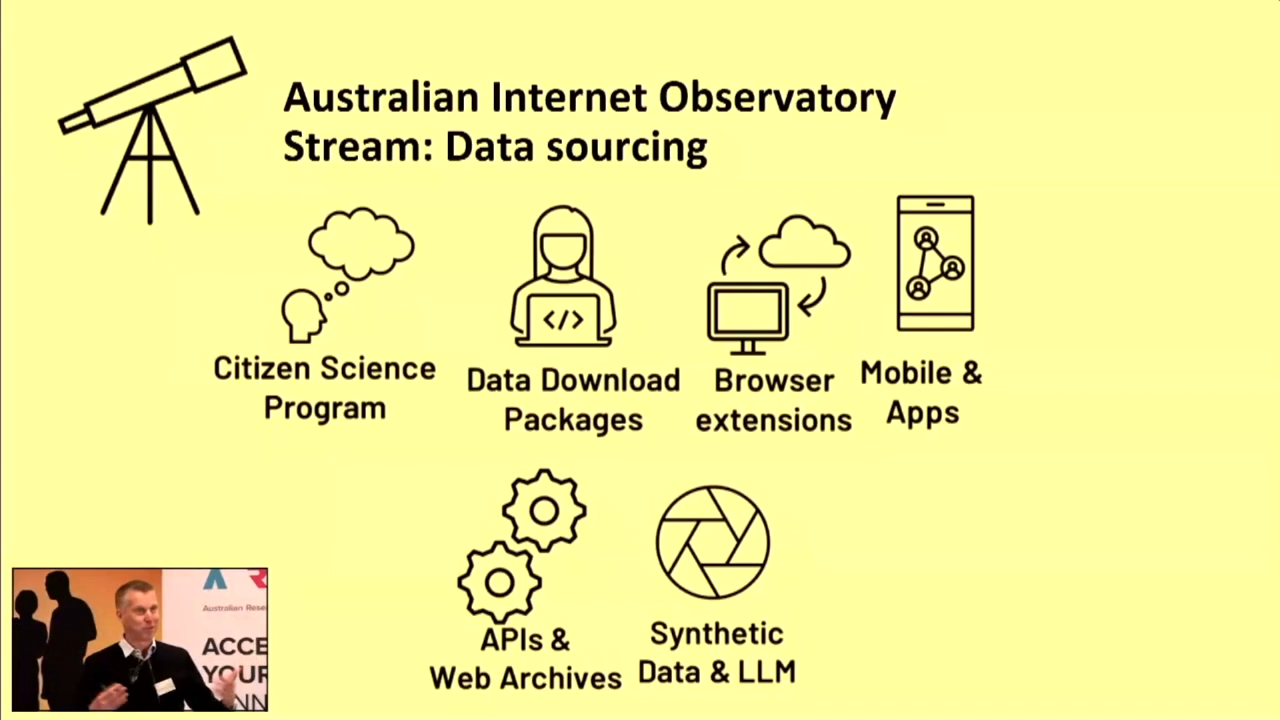 Australian Internet Observatory
Stream: Data sourcing
Citizen Science
Program
Data Download
Packages
Browser
extensions
Mobile &
Apps
</>
APIs &
Web Archives
Synthetic
Data & LLM
Australian Rese
ACCE
YOUR